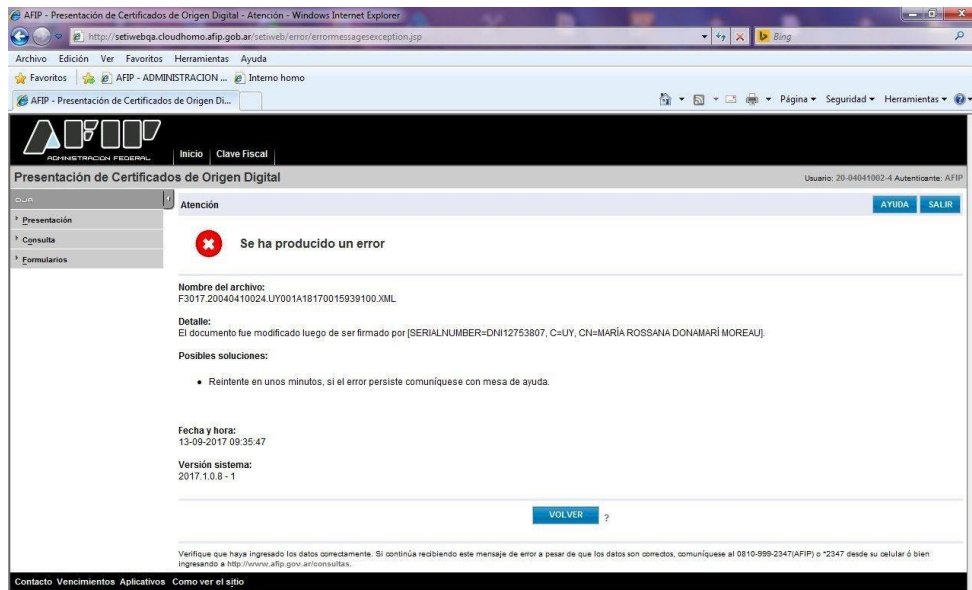 AFIP - Presentación de Certificados de Origen Digital - Atención - Windows Internet Explorer
http://setiwebqa.cloudhomo.afip.gob.ar/setiweb/error/errormessagesexception.jsp
Bing
Archivo Edición Ver Favoritos Herramientas Ayuda
Favoritos AFIP - ADMINISTRACION ... Interno homo
AFIP - Presentación de Certificados de Origen Di...
Página Seguridad Herramientas
AFIP
ADMINISTRACION FEDERAL
Inicio Clave Fiscal
Presentación de Certificados de Origen Digital
Usuario: 20-04041002-4 Autenticante: AFIP
Atención
AYUDA SALIR
Presentación
Consulta
Formularios
Se ha producido un error
Nombre del archivo:
F3017.20040410024.UY001A18170015939100.XML
Detalle:
El documento fue modificado luego de ser firmado por [SERIALNUMBER=DNI12753807, C=UY, CN=MARÍA ROSSANA DONAMARÍ MOREAU].
Posibles soluciones:
• Reintente en unos minutos, si el error persiste comuníquese con mesa de ayuda.
Fecha y hora:
13-09-2017 09:35:47
Versión sistema:
2017.1.0.8 - 1
VOLVER ?
Verifique que haya ingresado los datos correctamente. Si continúa recibiendo este mensaje de error a pesar de que los datos son correctos, comuníquese al 0810-999-2347(AFIP) o *2347 desde su celular ó bien
ingresando a http://www.afip.gov.ar/consultas.
Contacto Vencimientos Aplicativos Como ver el sitio